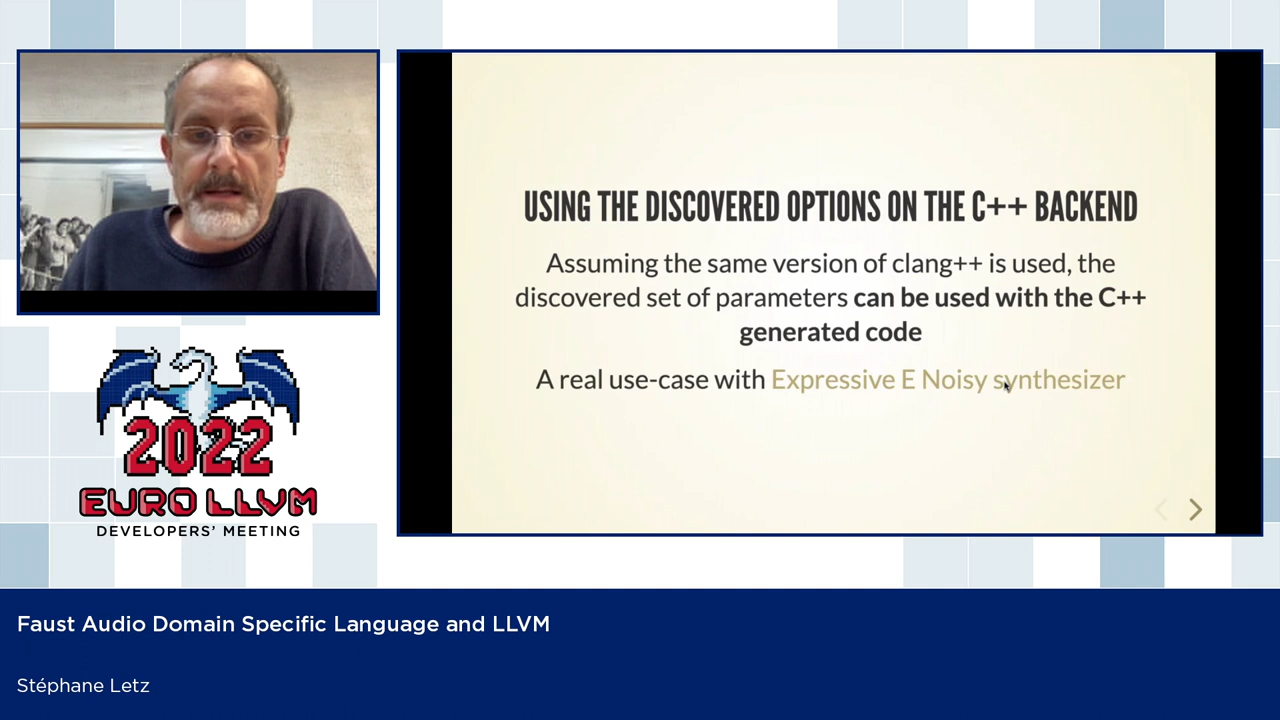 USING THE DISCOVERED OPTIONS ON THE C++ BACKEND
Assuming the same version of clang++ is used, the
discovered set of parameters can be used with the C++
generated code
A real use-case with Expressive E Noisy synthesizer
2022
EURO LLVM
DEVELOPERS' MEETING
Faust Audio Domain Specific Language and LLVM
Stéphane Letz